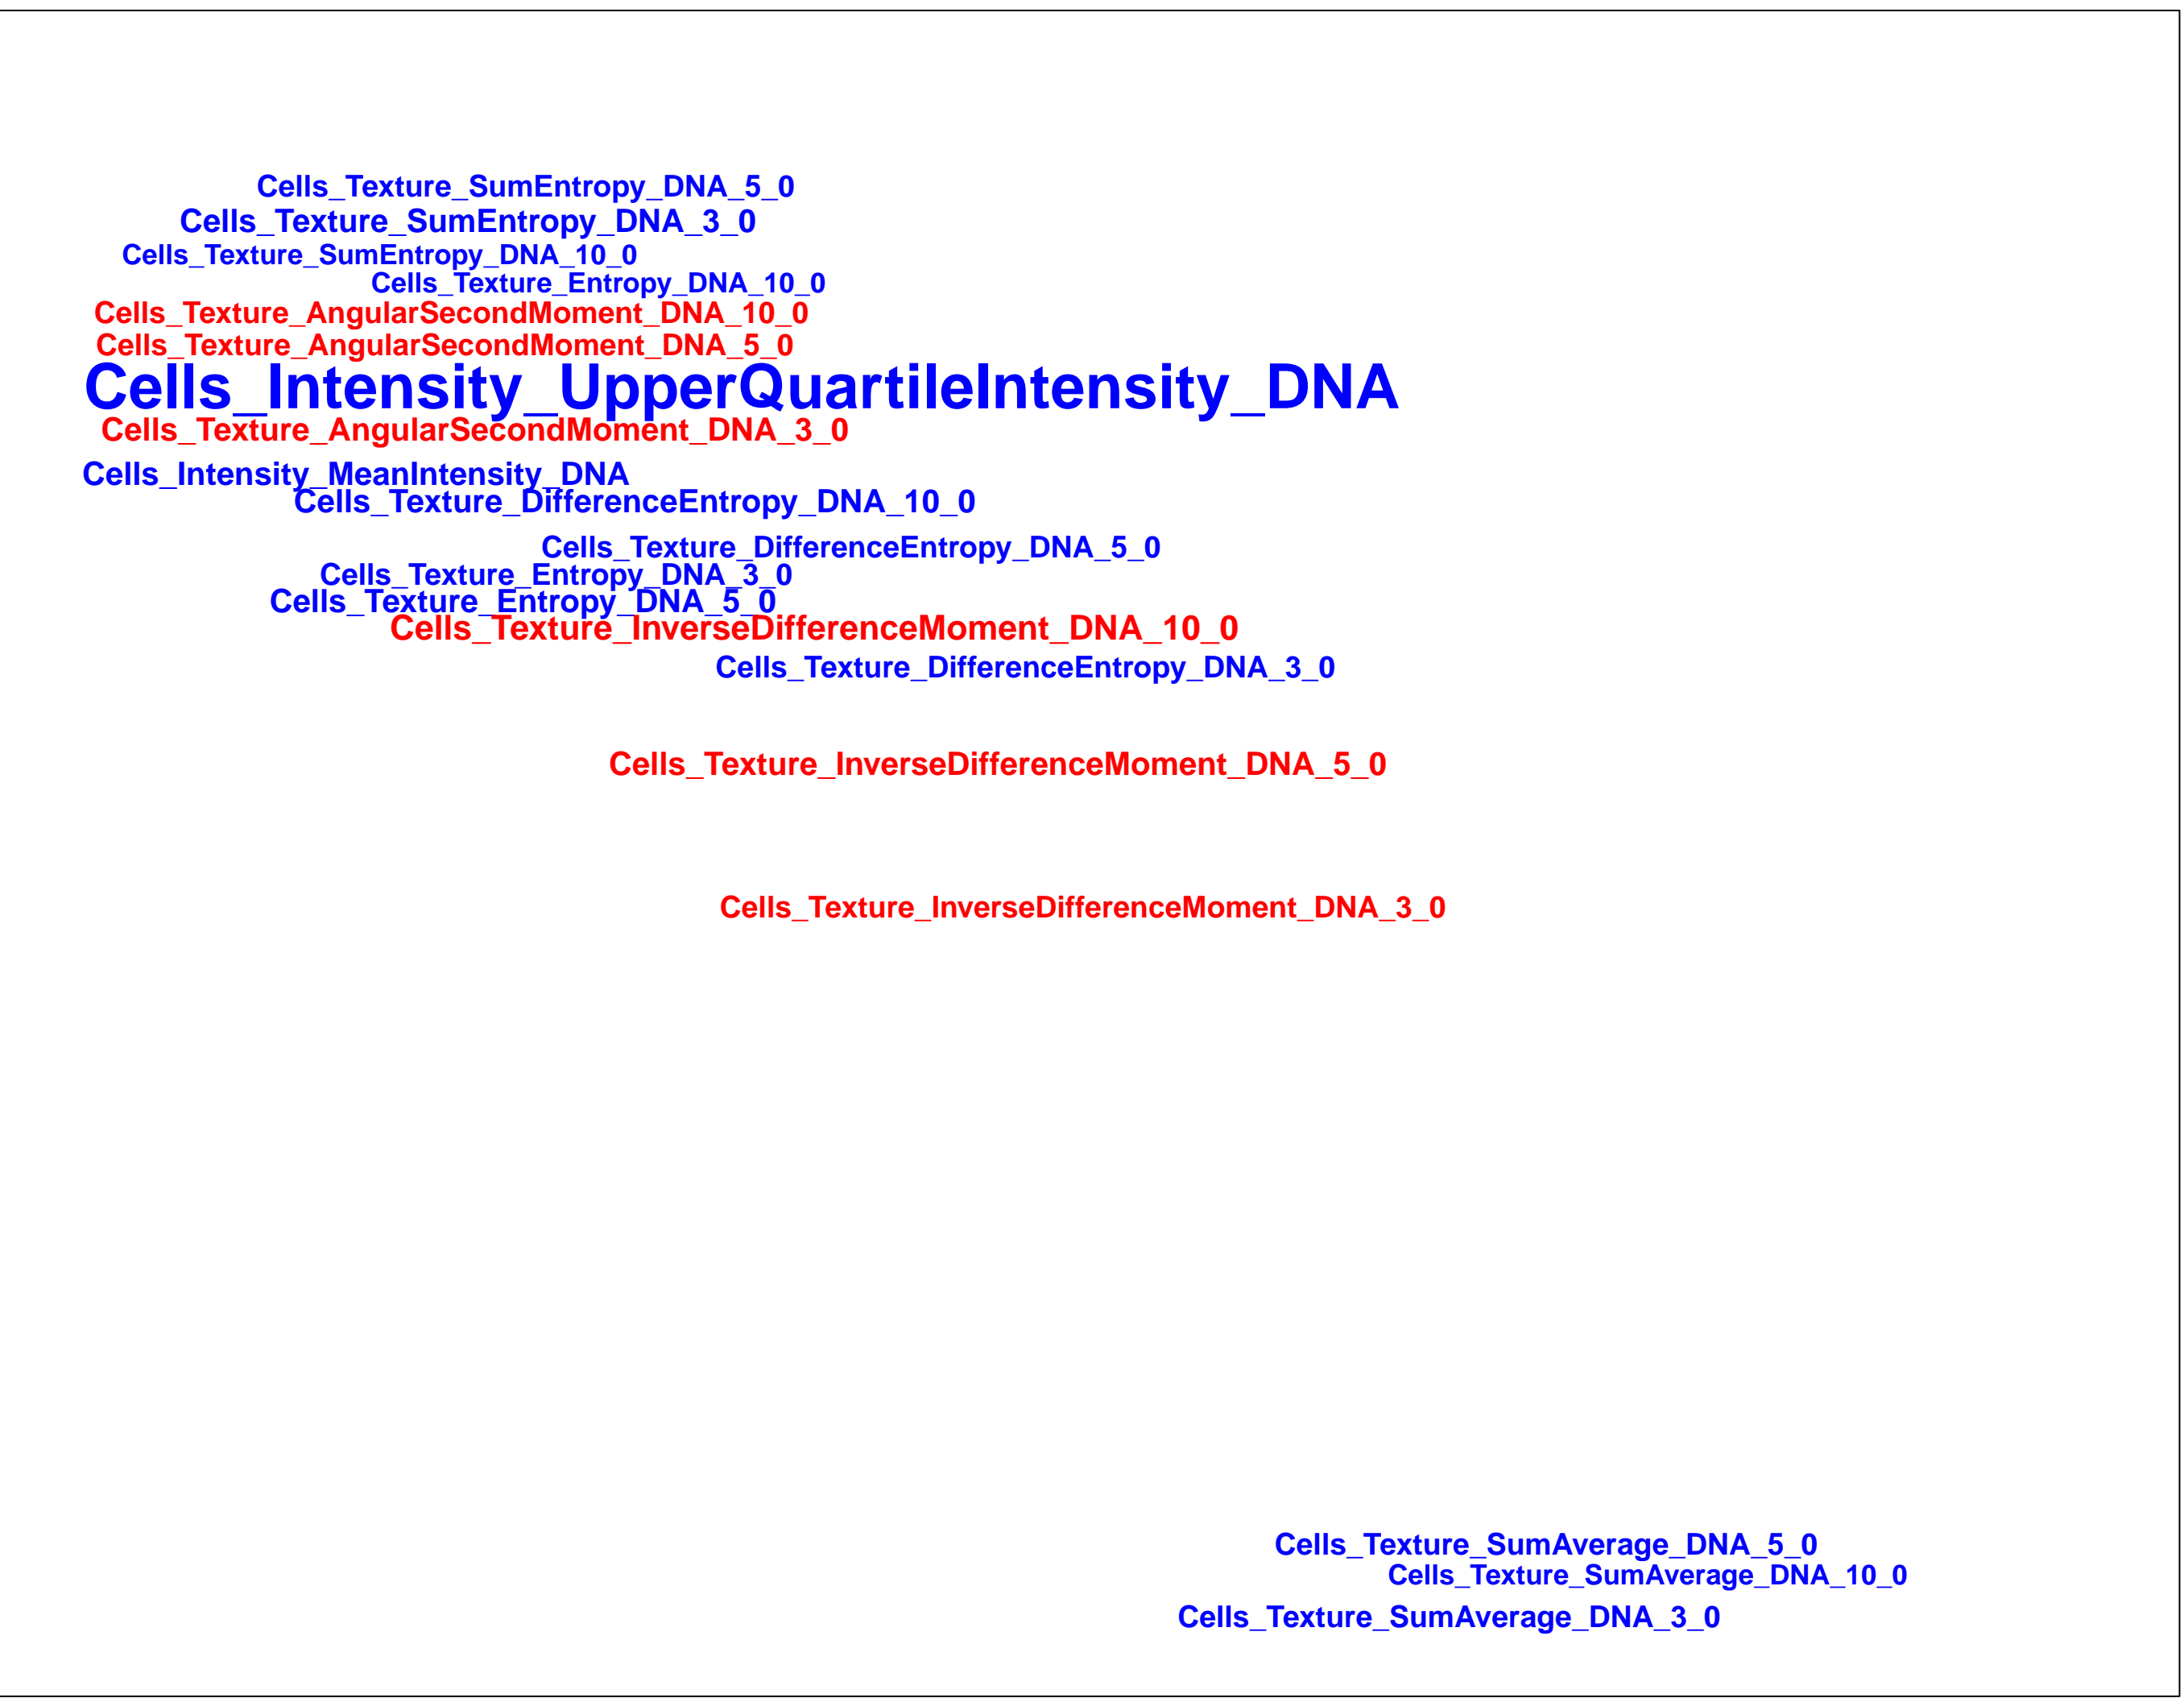 Cells_Texture_SumEntropy_DNA_5_0
Cells_Texture_SumEntropy_DNA_3_0
Cells_Texture_SumEntropy_DNA_10_0
Cells_Texture_Entropy_DNA_10_0
Cells_Texture_AngularSecondMoment_DNA_10_0
Cells_Texture_AngularSecondMoment_DNA_5_0
Cells_Intensity_UpperQuartileIntensity_DNA
Cells_Texture_AngularSecondMoment_DNA_3_0
Cells_Intensity_MeanIntensity_DNA
Cells_Texture_DifferenceEntropy_DNA_10_0
Cells_Texture_DifferenceEntropy_DNA_5_0
Cells_Texture_Entropy_DNA_3_0
Cells_Texture_Entropy_DNA_5_0
Cells_Texture_InverseDifferenceMoment_DNA_10_0
Cells_Texture_DifferenceEntropy_DNA_3_0
Cells_Texture_InverseDifferenceMoment_DNA_5_0
Cells_Texture_InverseDifferenceMoment_DNA_3_0
Cells_Texture_SumAverage_DNA_5_0
Cells_Texture_SumAverage_DNA_10_0
Cells_Texture_SumAverage_DNA_3_0